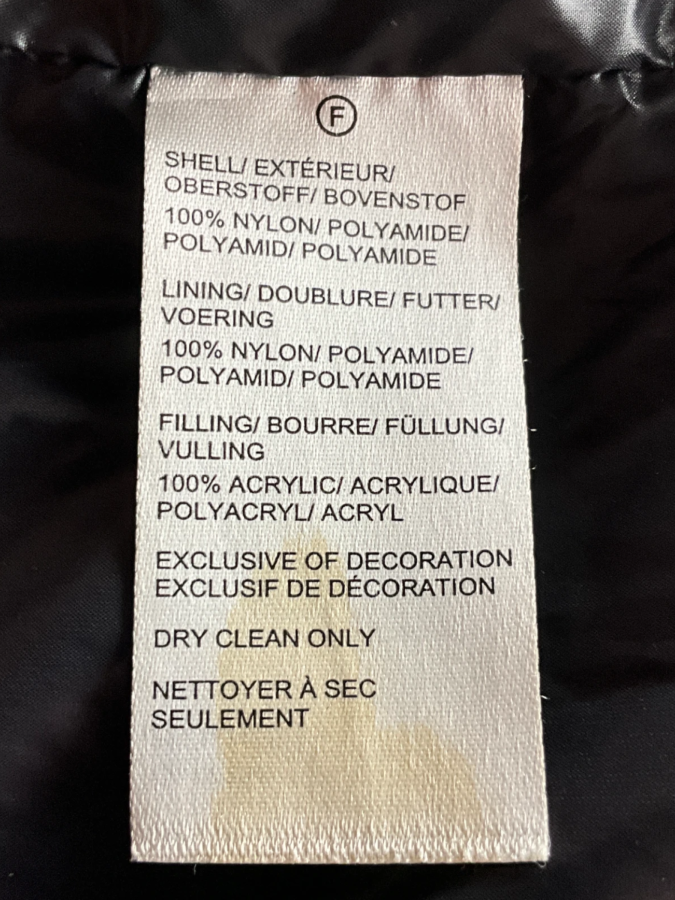 F
SHELL/ EXTÉRIEUR/
OBERSTOFF/ BOVENSTOF
100% NYLON/ POLYAMIDE/
POLYAMID/ POLYAMIDE
LINING/ DOUBLURE/ FUTTER/
VOERING
100% NYLON/ POLYAMIDE/
POLYAMID/ POLYAMIDE
FILLING/ BOURRE/ FÜLLUNG/
VULLING
100% ACRYLIC/ ACRYLIQUE/
POLYACRYL/ ACRYL
EXCLUSIVE OF DECORATION
EXCLUSIF DE DÉCORATION
DRY CLEAN ONLY
NETTOYER À SEC
SEULEMENT